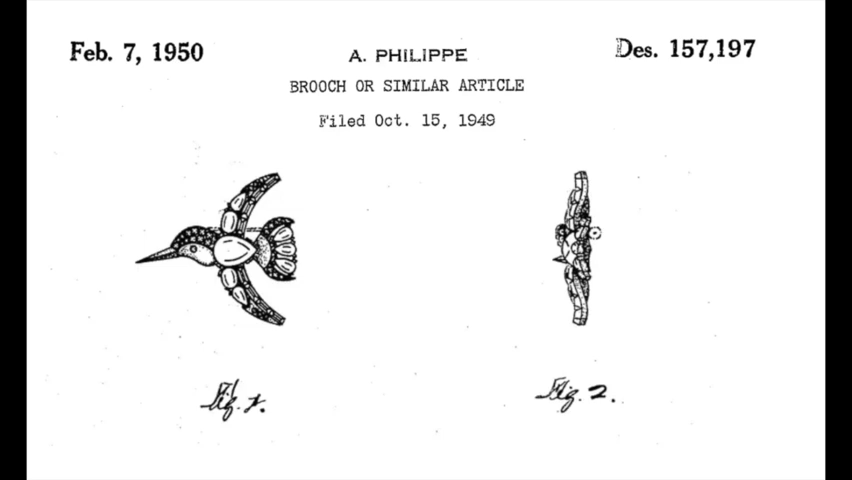 Feb. 7, 1950
A. PHILIPPE
Des. 157,197
BROOCH OR SIMILAR ARTICLE
Filed Oct. 15, 1949
Fig. 1.
Fig. 2.